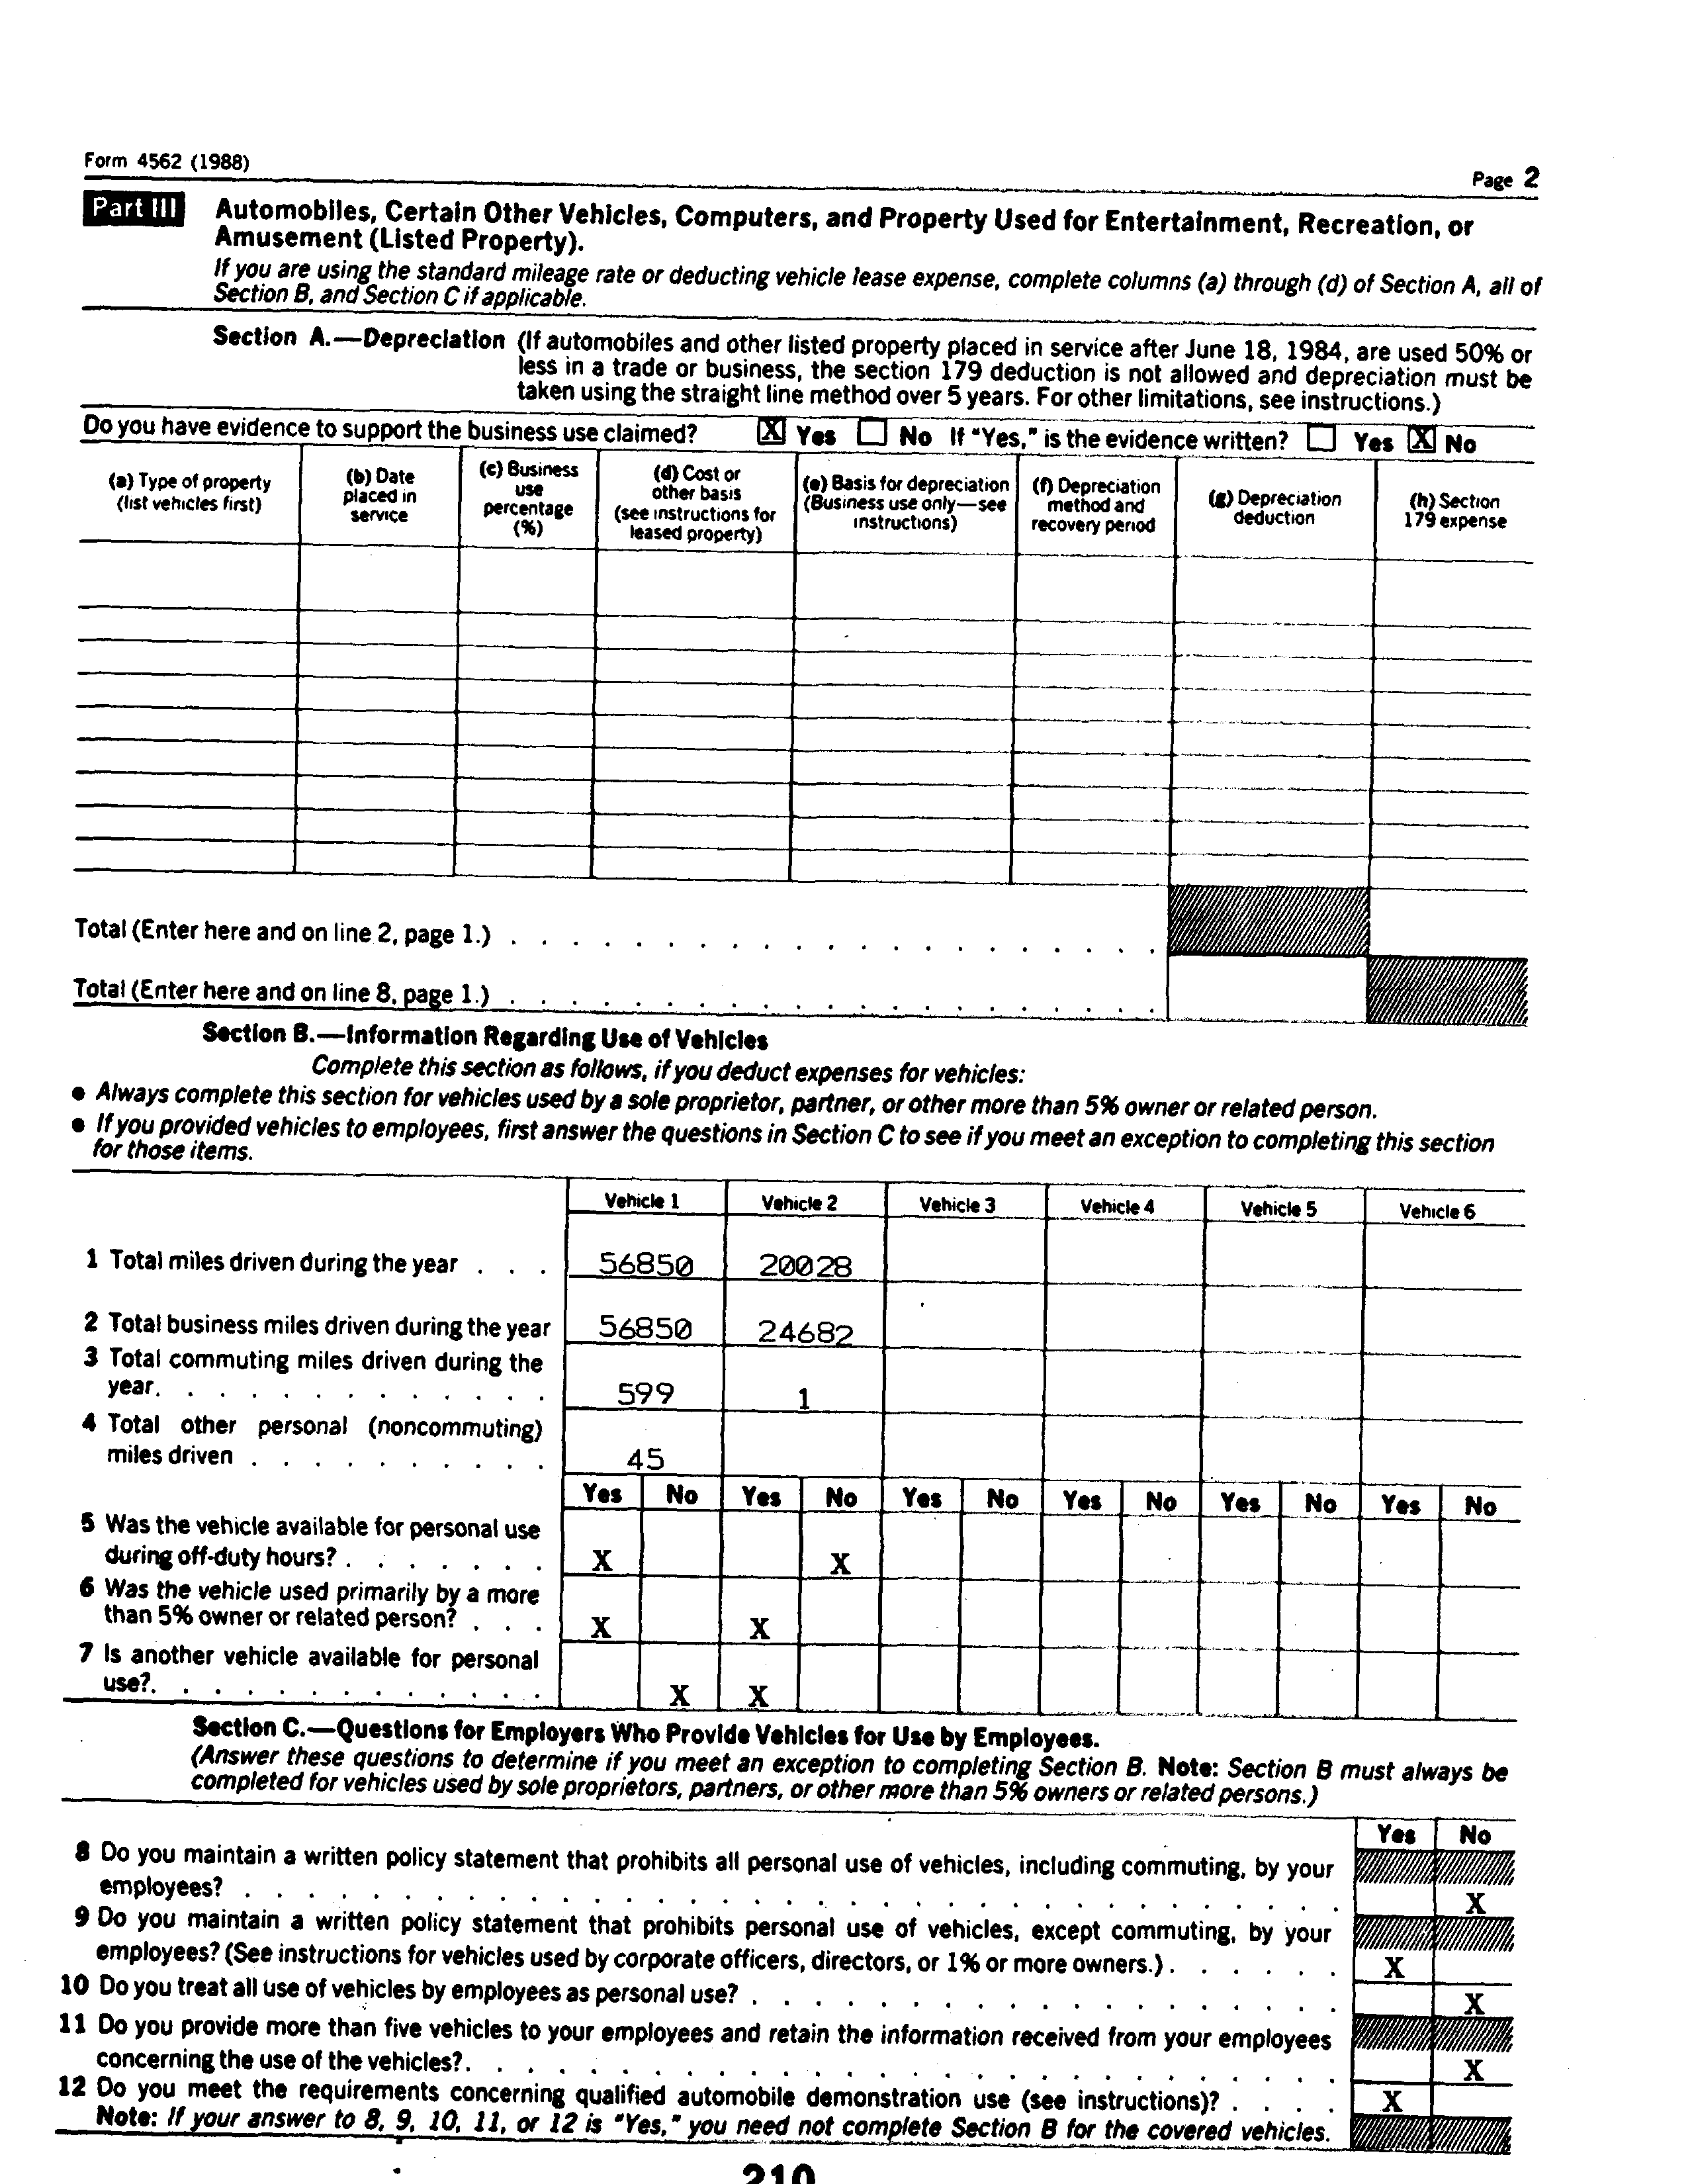 Form 4562 (1988)
Page 2
Part III Automobiles, Certain Other Vehicles, Computers, and Property Used for Entertainment, Recreation, or
Amusement (Listed Property).
If you are using the standard mileage rate or deducting vehicle lease expense, complete columns (a) through (d) of Section A, all of
Section B, and Section C if applicable.
Section A.—Depreciation (If automobiles and other listed property placed in service after June 18, 1984, are used 50% or
less in a trade or business, the section 179 deduction is not allowed and depreciation must be
taken using the straight line method over 5 years. For other limitations, see instructions.)
Do you have evidence to support the business use claimed? X Yes No If "Yes," is the evidence written? Yes X No
(a) Type of property
(list vehicles first)
(b) Date
placed in
service
(c) Business
use
percentage
(%)
(d) Cost or
other basis
(see instructions for
leased property)
(e) Basis for depreciation
(Business use only—see
instructions)
(f) Depreciation
method and
recovery period
(g) Depreciation
deduction
(h) Section
179 expense
Total (Enter here and on line 2, page 1.) . . . . . . . . . . . . . . . . . . . . . .
Total (Enter here and on line 8, page 1.) . . . . . . . . . . . . . . . . . . . . . .
Section B.—Information Regarding Use of Vehicles
Complete this section as follows, if you deduct expenses for vehicles:
● Always complete this section for vehicles used by a sole proprietor, partner, or other more than 5% owner or related person.
● If you provided vehicles to employees, first answer the questions in Section C to see if you meet an exception to completing this section
for those items.
Vehicle 1 Vehicle 2 Vehicle 3 Vehicle 4 Vehicle 5 Vehicle 6
1 Total miles driven during the year . . . 56850 20028
2 Total business miles driven during the year 56850 24682
3 Total commuting miles driven during the
year. . . . . . . . . . . . . . 599 1
4 Total other personal (noncommuting)
miles driven . . . . . . . . . . 45
Yes No Yes No Yes No Yes No Yes No Yes No
5 Was the vehicle available for personal use
during off-duty hours? . . . . . . . X X
6 Was the vehicle used primarily by a more
than 5% owner or related person? . . . X X
7 Is another vehicle available for personal
use?. . . . . . . . . . . . . . X X
Section C.—Questions for Employers Who Provide Vehicles for Use by Employees.
(Answer these questions to determine if you meet an exception to completing Section B. Note: Section B must always be
completed for vehicles used by sole proprietors, partners, or other more than 5% owners or related persons.)
Yes No
8 Do you maintain a written policy statement that prohibits all personal use of vehicles, including commuting, by your
employees? . . . . . . . . . . . . . . . . . . . . . . . . . . . . . . . . . . . . X
9 Do you maintain a written policy statement that prohibits personal use of vehicles, except commuting, by your
employees? (See instructions for vehicles used by corporate officers, directors, or 1% or more owners.) . . . . . . X
10 Do you treat all use of vehicles by employees as personal use? . . . . . . . . . . . . . . . . . . . X
11 Do you provide more than five vehicles to your employees and retain the information received from your employees
concerning the use of the vehicles?. . . . . . . . . . . . . . . . . . . . . . . . . . . . . X
12 Do you meet the requirements concerning qualified automobile demonstration use (see instructions)? . . . . X
Note: If your answer to 8, 9, 10, 11, or 12 is "Yes," you need not complete Section B for the covered vehicles.
210